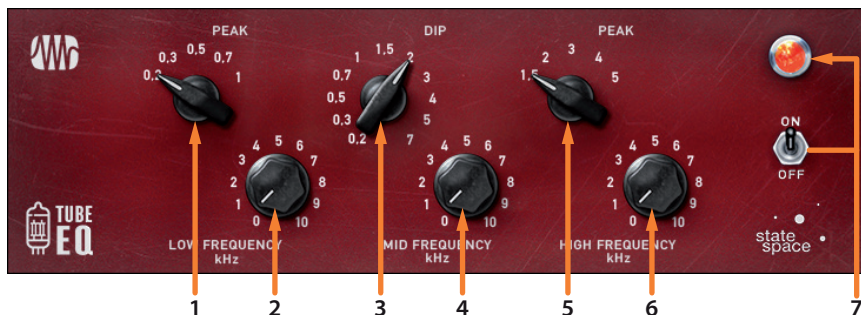 PEAK
0,2 0,3 0,5 0,7 1
DIP
0,2 0,3 0,5 0,7 1 1,5 2 3 4 5 7
PEAK
1,5 2 3 4 5
ON
OFF
0 1 2 3 4 5 6 7 8 9 10
0 1 2 3 4 5 6 7 8 9 10
0 1 2 3 4 5 6 7 8 9 10
TUBE
EQ
LOW FREQUENCY
kHz
MID FREQUENCY
kHz
HIGH FREQUENCY
kHz
state
space
1 2 3 4 5 6 7